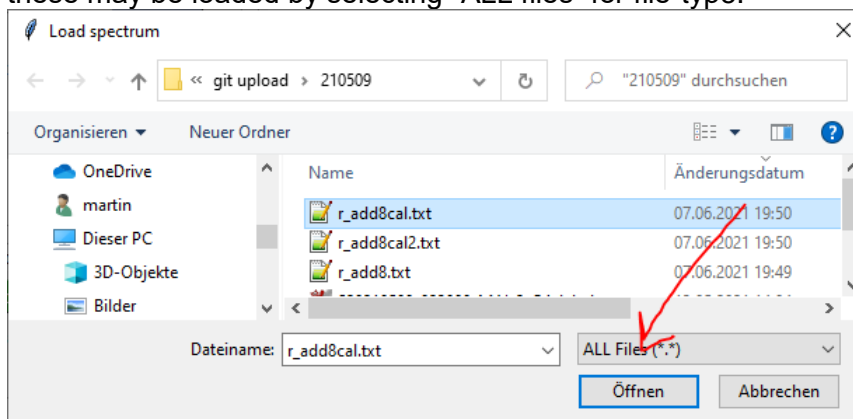 these may be loaded by selecting "ALL files" for file-type:
Load spectrum
« git upload › 210509
"210509" durchsuchen
Organisieren
Neuer Ordner
OneDrive
martin
Dieser PC
3D-Objekte
Bilder
Name Änderungsdatum
r_add8cal.txt 07.06.2021 19:50
r_add8cal2.txt 07.06.2021 19:50
r_add8.txt 07.06.2021 19:49
Dateiname: r_add8cal.txt
ALL Files (*.*)
Öffnen Abbrechen